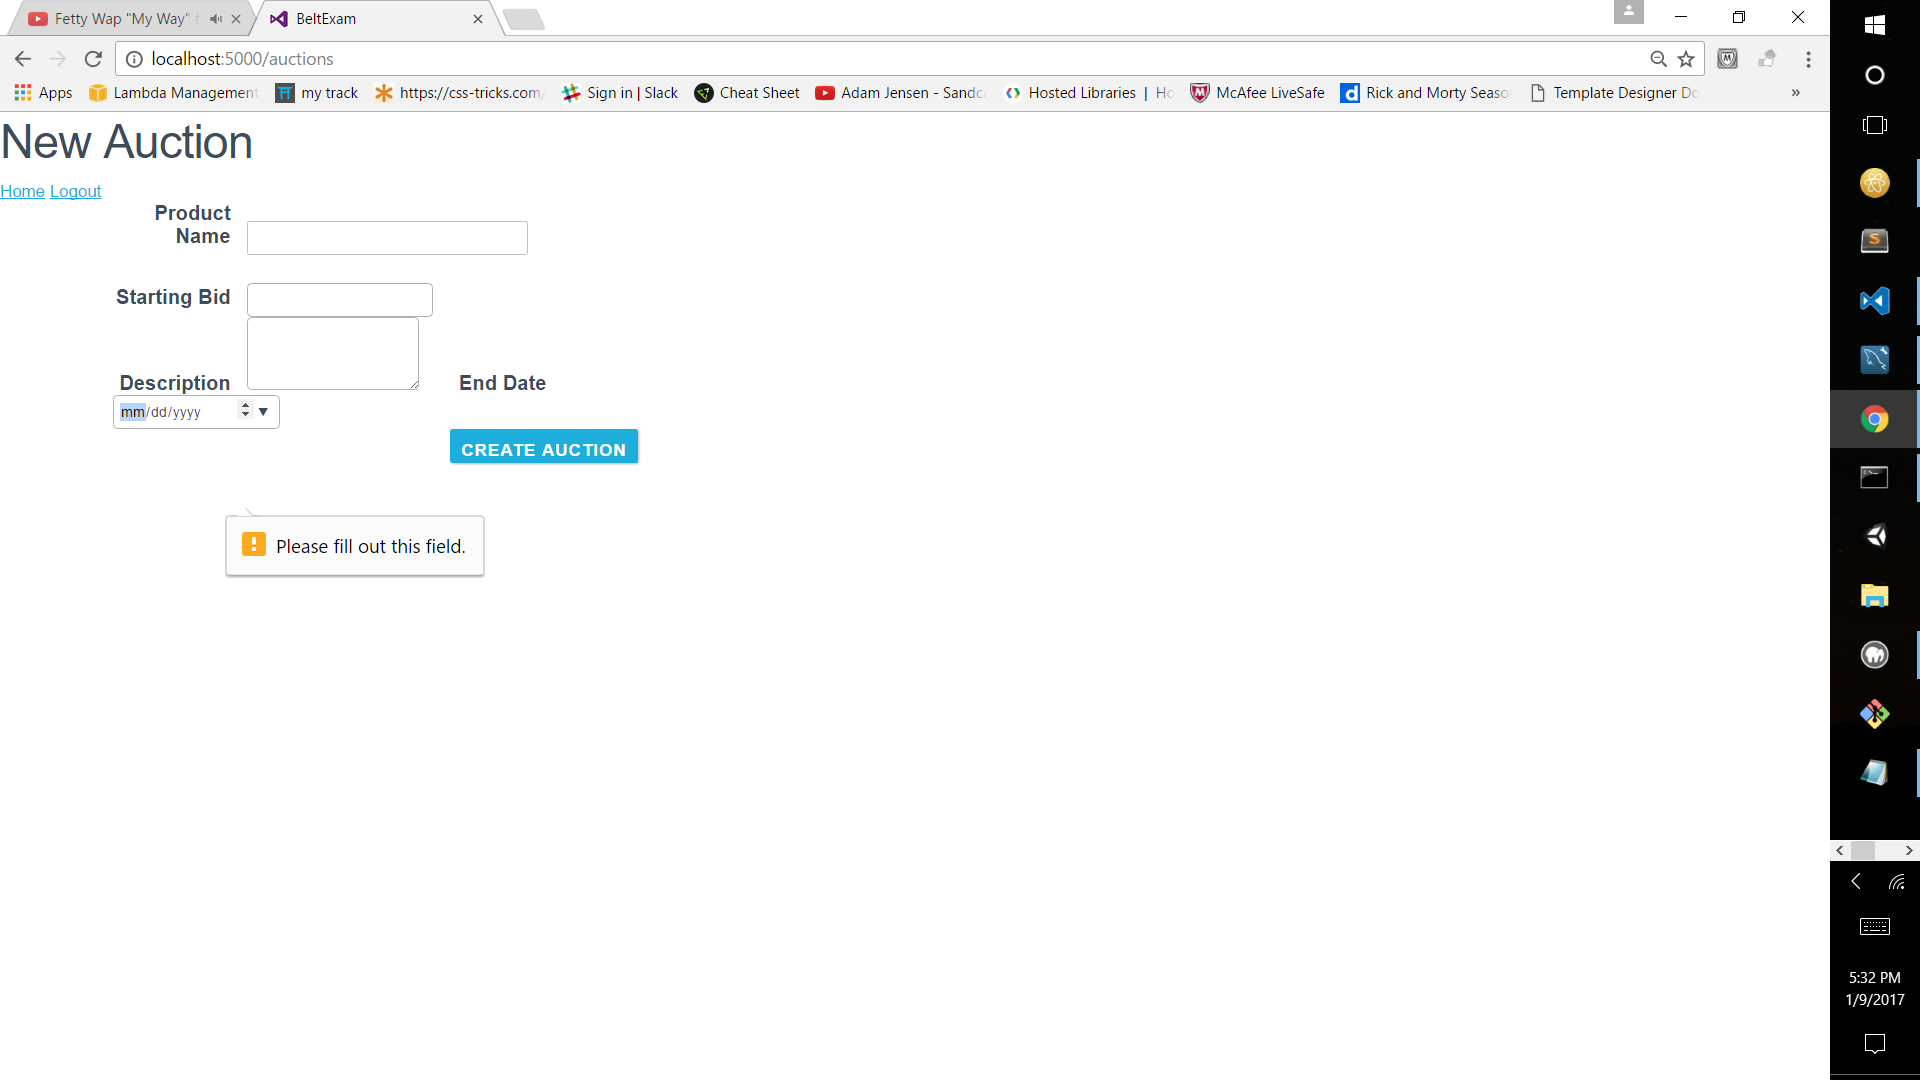 Fetty Wap "My Way" f
BeltExam
localhost:5000/auctions
Apps
Lambda Management
my track
https://css-tricks.com/
Sign in | Slack
Cheat Sheet
Adam Jensen - Sandc
Hosted Libraries | Ho
McAfee LiveSafe
Rick and Morty Seaso
Template Designer Do
»
New Auction
Home Logout
Product
Name
Starting Bid
Description
End Date
mm/dd/yyyy
CREATE AUCTION
Please fill out this field.
5:32 PM
1/9/2017